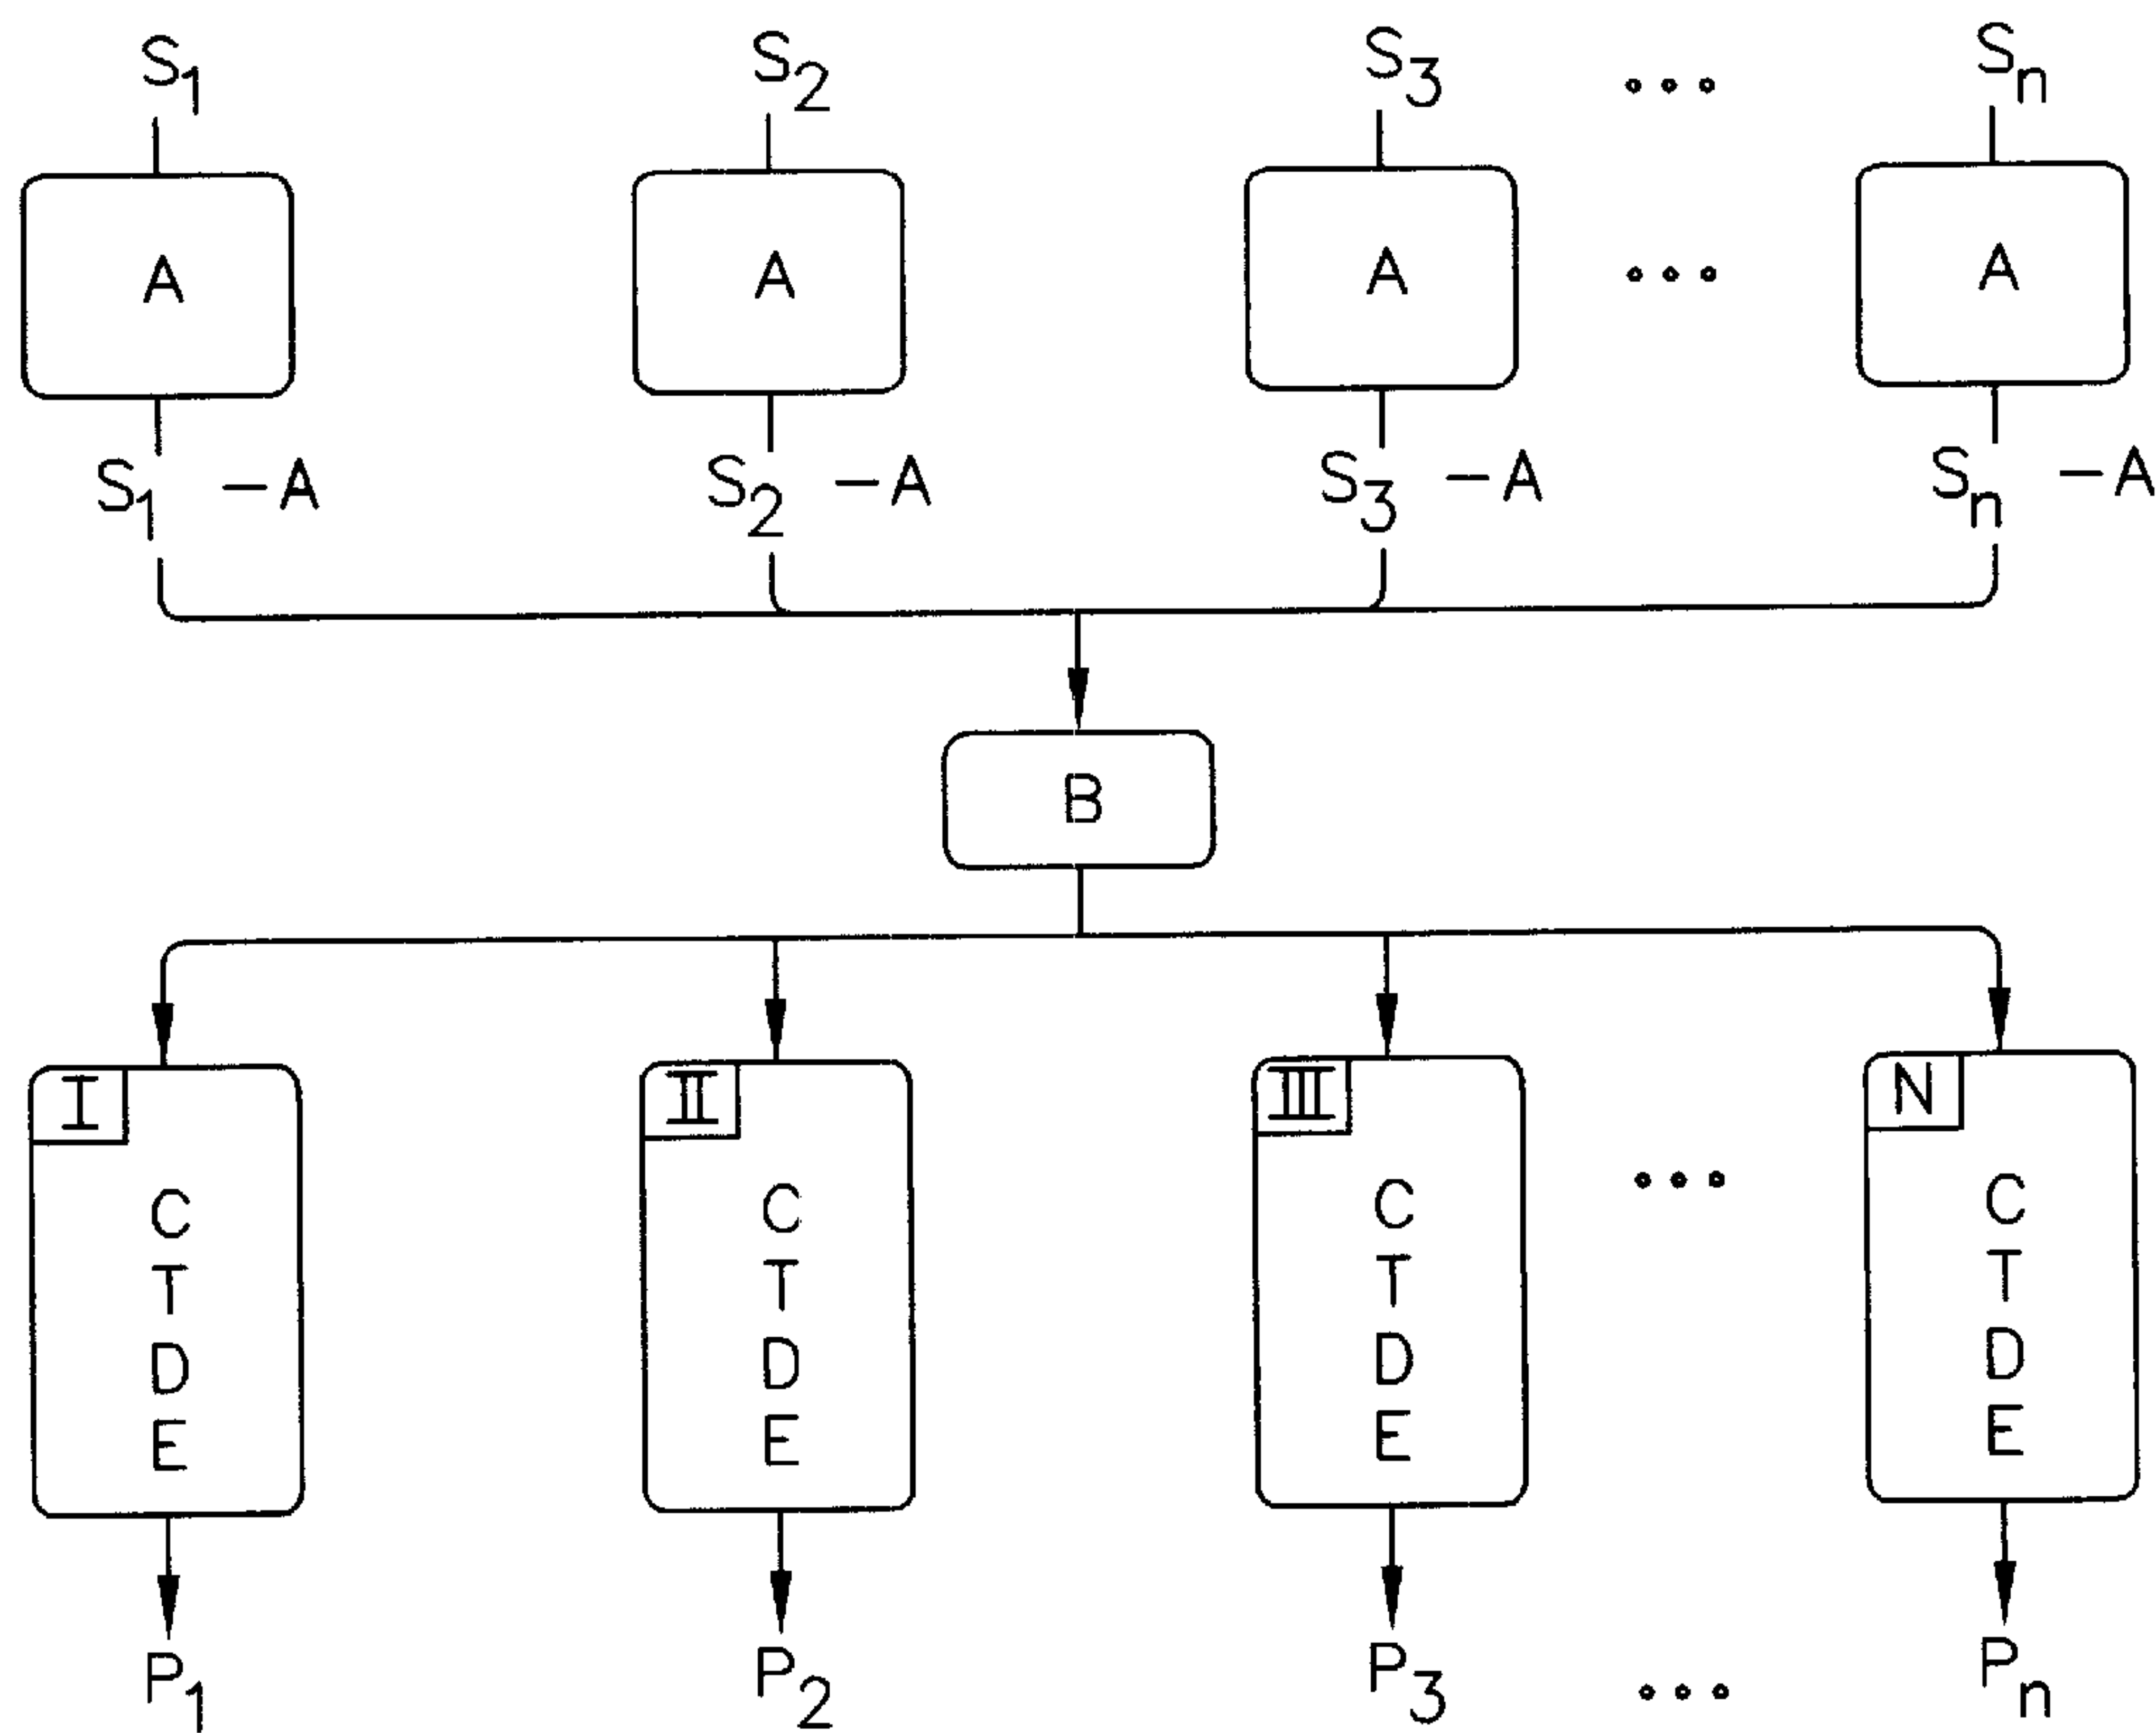 S1 S2 S3 ... Sn
A A A ... A
S1 -A S2 -A S3 -A Sn -A
B
I II III N
C C C ... C
T T T T
D D D D
E E E E
P1 P2 P3 ... Pn